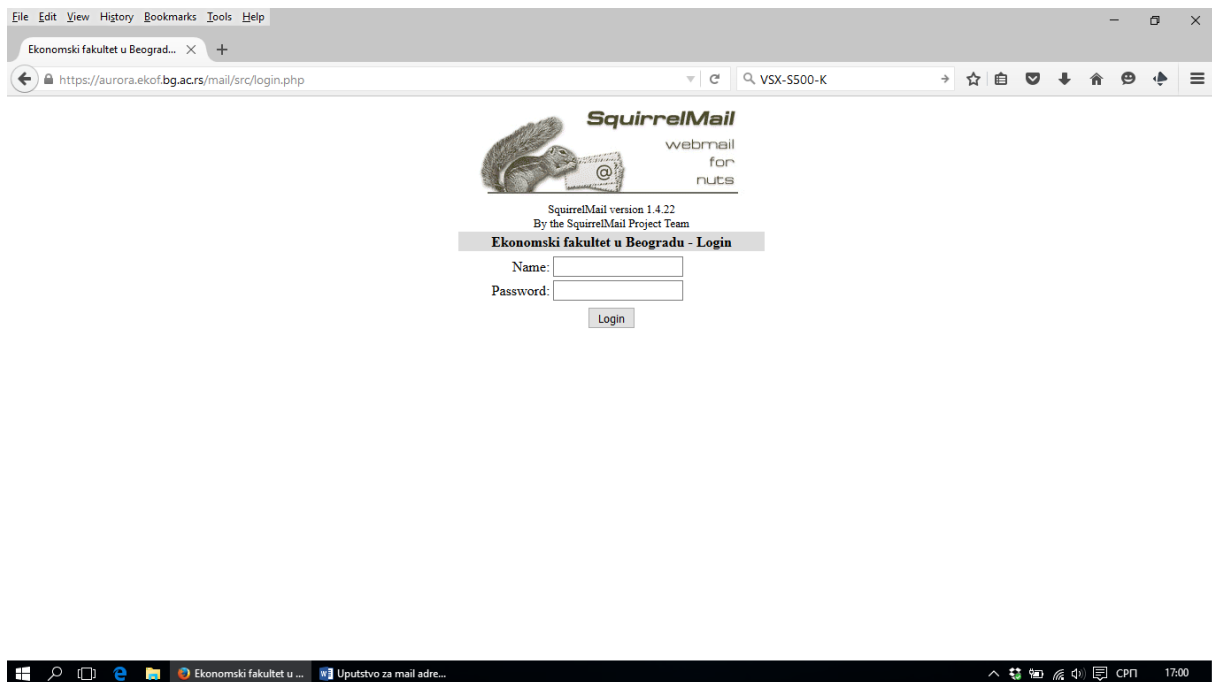 File Edit View History Bookmarks Tools Help
Ekonomski fakultet u Beograd...
https://aurora.ekof.bg.ac.rs/mail/src/login.php
VSX-S500-K
SquirrelMail
webmail
for
nuts
@
SquirrelMail version 1.4.22
By the SquirrelMail Project Team
Ekonomski fakultet u Beogradu - Login
Name:
Password:
Login
Ekonomski fakultet u ... Uputstvo za mail adre... СРП 17:00